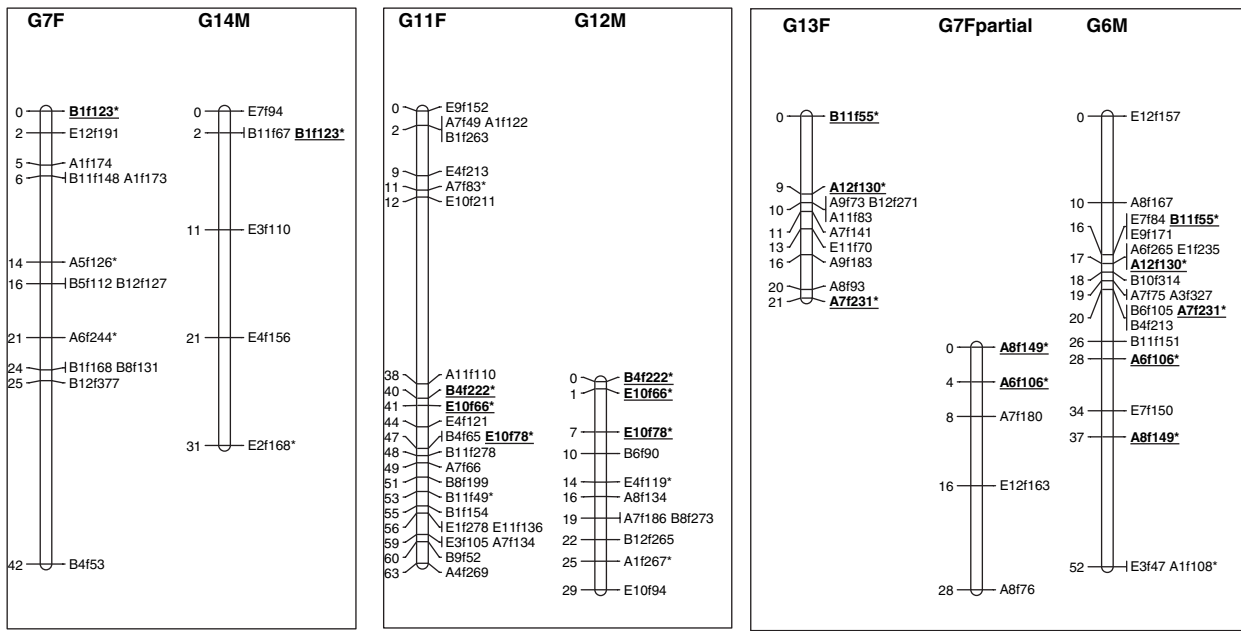 G7F
0 B1f123*
2 E12f191
5 A1f174
6 B11f148 A1f173
14 A5f126*
16 B5f112 B12f127
21 A6f244*
24 B1f168 B8f131
25 B12f377
42 B4f53
G14M
0 E7f94
2 B11f67 B1f123*
11 E3f110
21 E4f156
31 E2f168*
G11F
0 E9f152
A7f49 A1f122
2 B1f263
9 E4f213
11 A7f83*
12 E10f211
38 A11f110
40 B4f222*
41 E10f66*
44 E4f121
47 B4f65 E10f78*
48 B11f278
49 A7f66
51 B8f199
53 B11f49*
55 B1f154
56 E1f278 E11f136
59 E3f105 A7f134
60 B9f52
63 A4f269
G12M
0 B4f222*
1 E10f66*
7 E10f78*
10 B6f90
14 E4f119*
16 A8f134
19 A7f186 B8f273
22 B12f265
25 A1f267*
29 E10f94
G13F
0 B11f55*
9 A12f130*
10 A9f73 B12f271
A11f83
11 A7f141
13 E11f70
16 A9f183
20 A8f93
21 A7f231*
G7Fpartial
0 A8f149*
4 A6f106*
8 A7f180
16 E12f163
28 A8f76
G6M
0 E12f157
10 A8f167
16 E7f84 B11f55*
E9f171
17 A6f265 E1f235
A12f130*
18 B10f314
19 A7f75 A3f327
20 B6f105 A7f231*
B4f213
26 B11f151
28 A6f106*
34 E7f150
37 A8f149*
52 E3f47 A1f108*